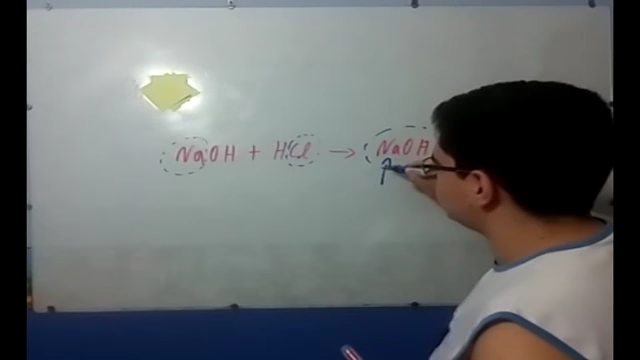 NaOH + HCl → NaOH